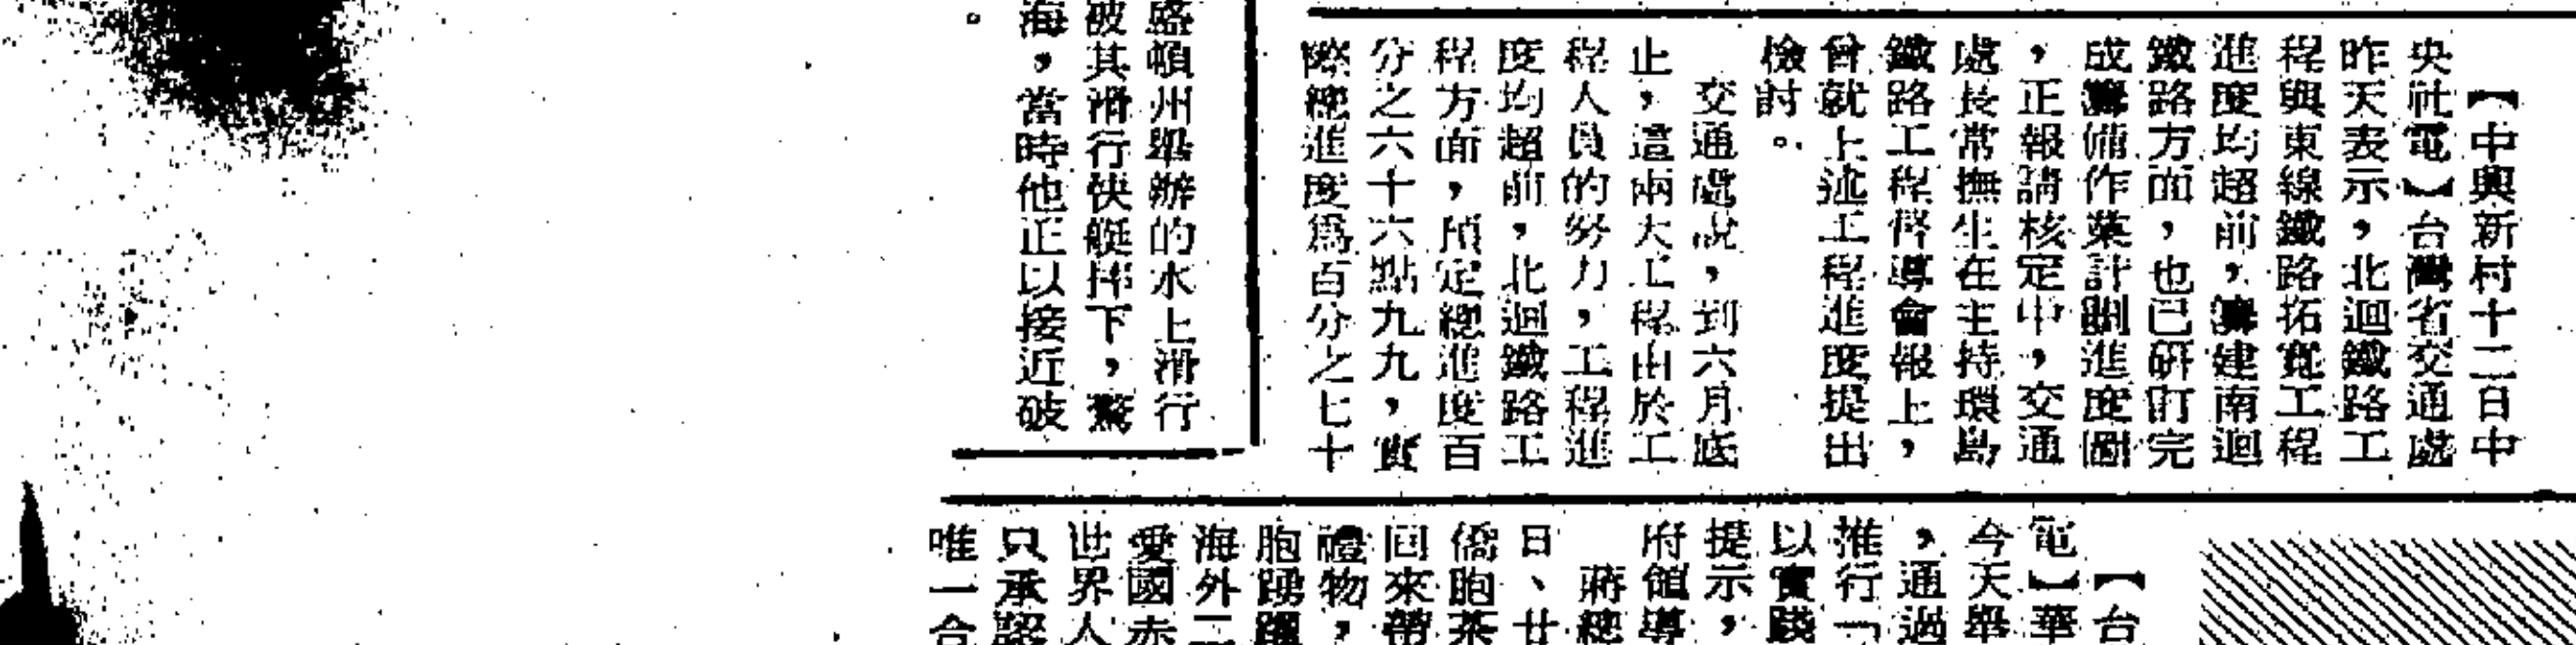 【中興新村十二日中
央社電】台灣省交通處
昨天表示，北迴鐵路工
程與東線鐵路拓寬工程
進度均超前，籌建南迴
鐵路方面，也已研訂完
成籌備作業計劃進度圖
，正報請核定中，交通
處長常撫生在主持環島
鐵路工程督導會報上，
曾就上述工程進度提出
檢討。
交通處說，到六月底
止，這兩大工程由於工
程人員的努力，工程進
度均超前，北迴鐵路工
程方面，預定總進度百
分之六十六點九九，實
際總進度為百分之七十
盛頓州舉辦的水上滑行
被其滑行快艇摔下，驚
海，當時他正以接近破
。
【台
電】華
今天舉
，通過
推行「
以實踐
提示，
府領導
蔣總
日、廿
僑胞茶
回來帶
禮物，
胞踴躍
海外二
愛國赤
世界人
只承認
唯一合